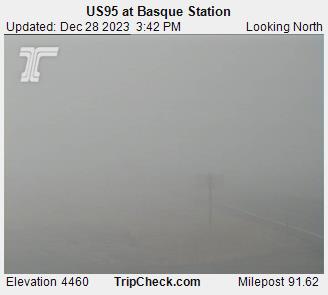 US95 at Basque Station
Updated: Dec 28 2023 3:42 PM Looking North
Elevation 4460 TripCheck.com Milepost 91.62